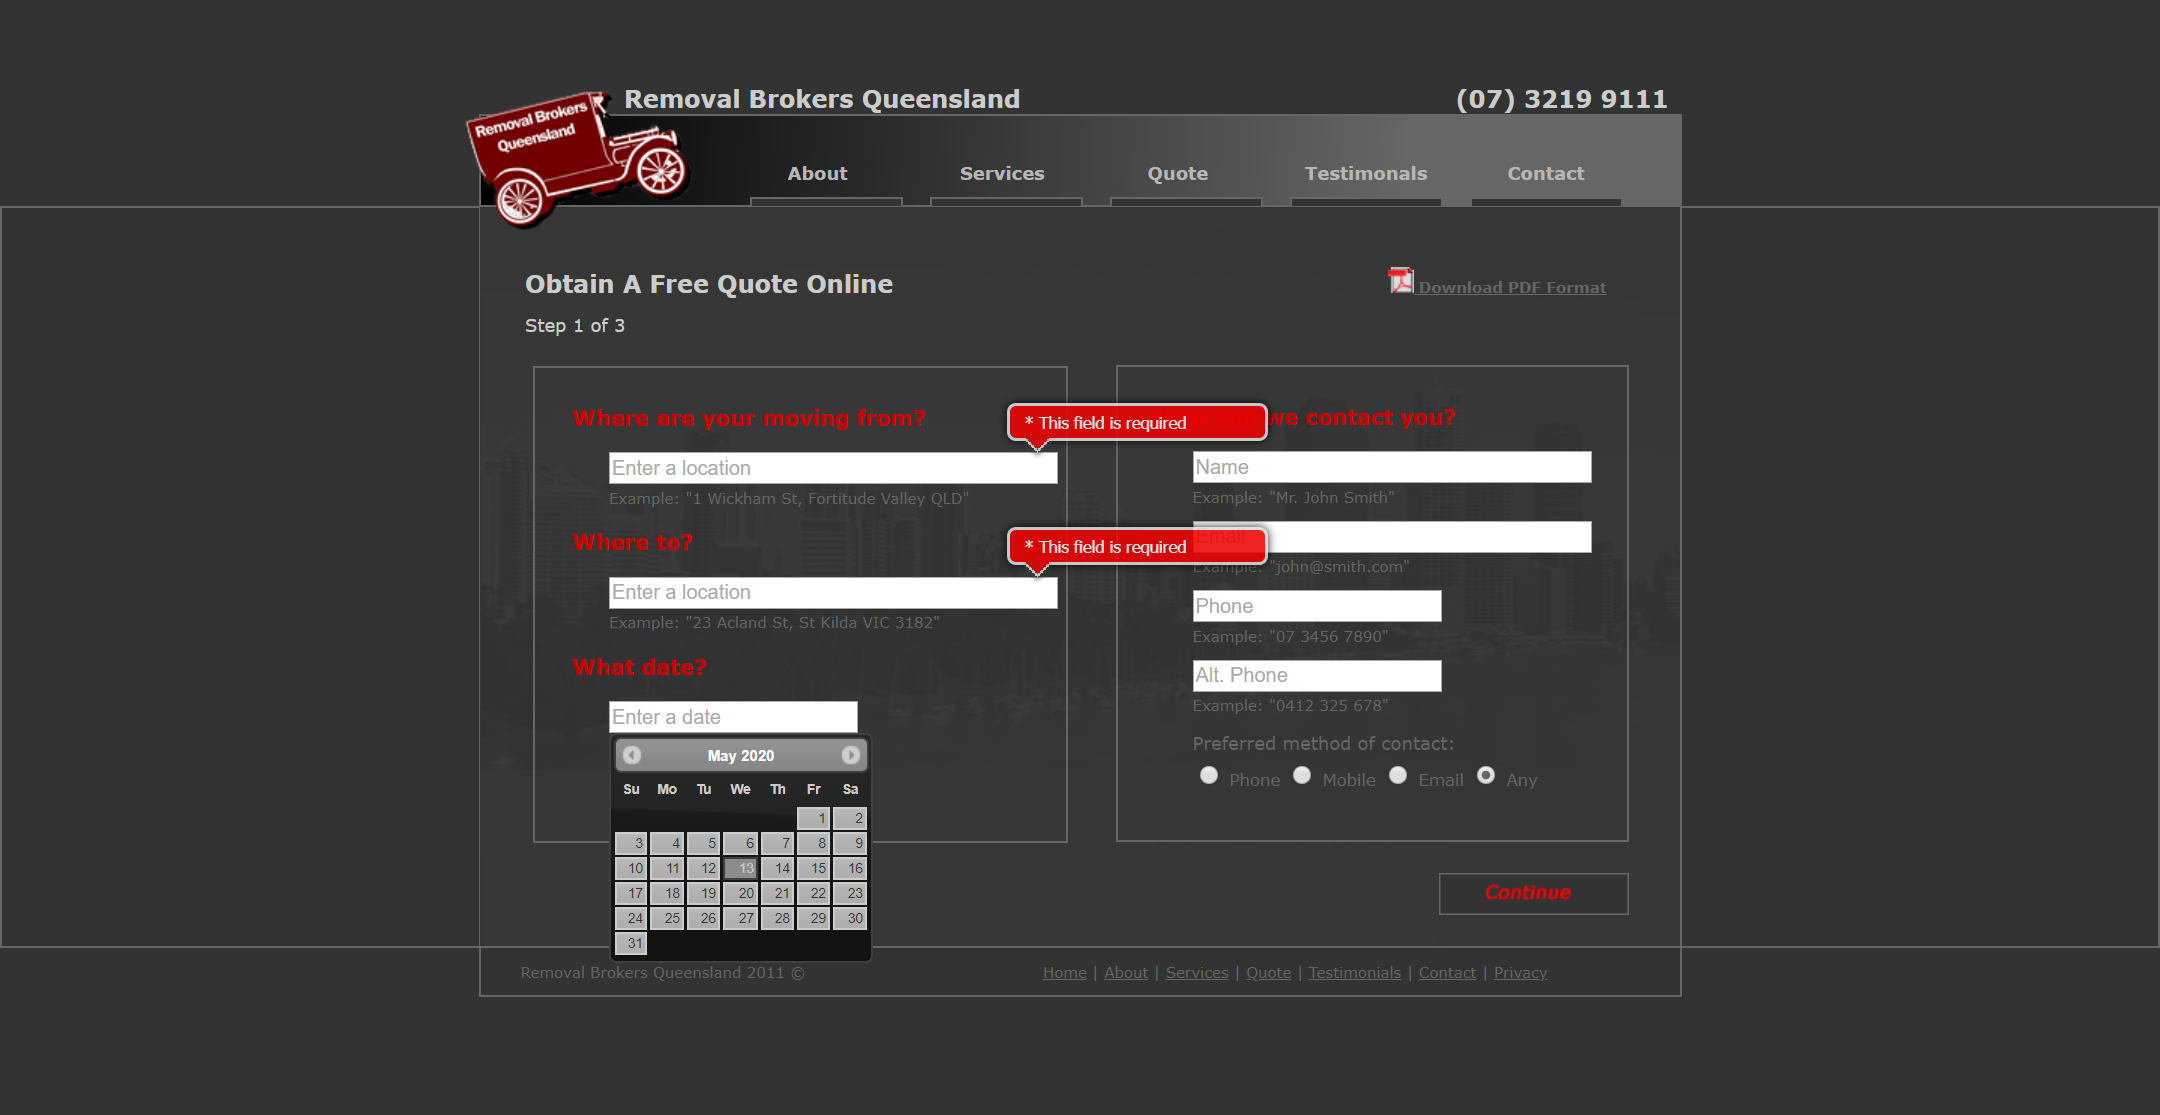 Removal Brokers Queensland
(07) 3219 9111
Removal Brokers
Queensland
About
Services
Quote
Testimonals
Contact
Obtain A Free Quote Online
Download PDF Format
Step 1 of 3
Where are your moving from?
* This field is required
Enter a location
Example: "1 Wickham St, Fortitude Valley QLD"
Where to?
* This field is required
Enter a location
Example: "23 Acland St, St Kilda VIC 3182"
What date?
Enter a date
May 2020
Su Mo Tu We Th Fr Sa
1 2
3 4 5 6 7 8 9
10 11 12 13 14 15 16
17 18 19 20 21 22 23
24 25 26 27 28 29 30
31
we contact you?
Name
Example: "Mr. John Smith"
Email
Example: "john@smith.com"
Phone
Example: "07 3456 7890"
Alt. Phone
Example: "0412 325 678"
Preferred method of contact:
Phone Mobile Email Any
Continue
Removal Brokers Queensland 2011 ©
Home | About | Services | Quote | Testimonials | Contact | Privacy